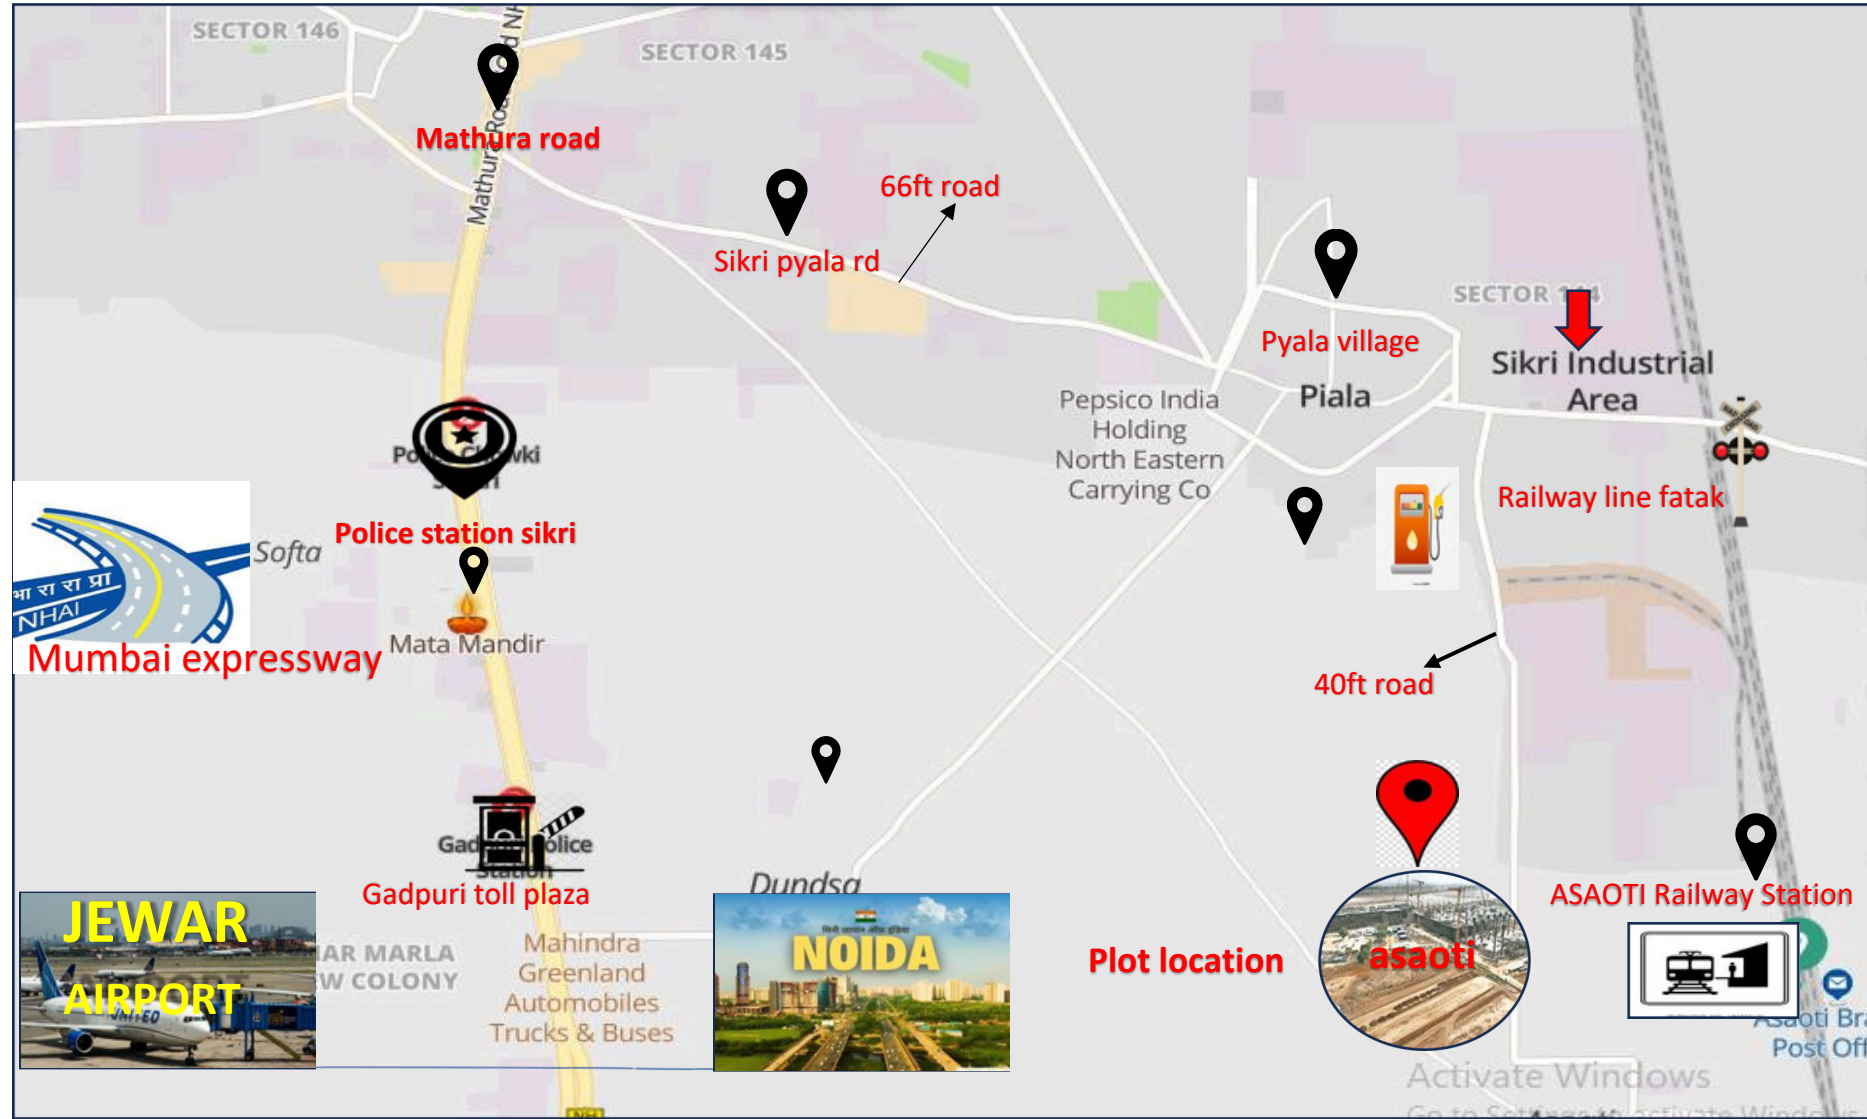 SECTOR 146
SECTOR 145
Mathura road
66ft road
Sikri pyala rd
SECTOR 144
Pyala village
Sikri Industrial
Area
Piala
Pepsico India
Holding
North Eastern
Carrying Co
Railway line fatak
Police station sikri
Softa
भा रा रा प्रा
NHAI
Mumbai expressway
Mata Mandir
40ft road
Gadpuri toll plaza
Dundsa
ASAOTI Railway Station
JEWAR
AIRPORT
UNITED
W COLONY
Mahindra
Greenland
Automobiles
Trucks & Buses
NOIDA
Plot location
asaoti
Post Off
Activate Windows